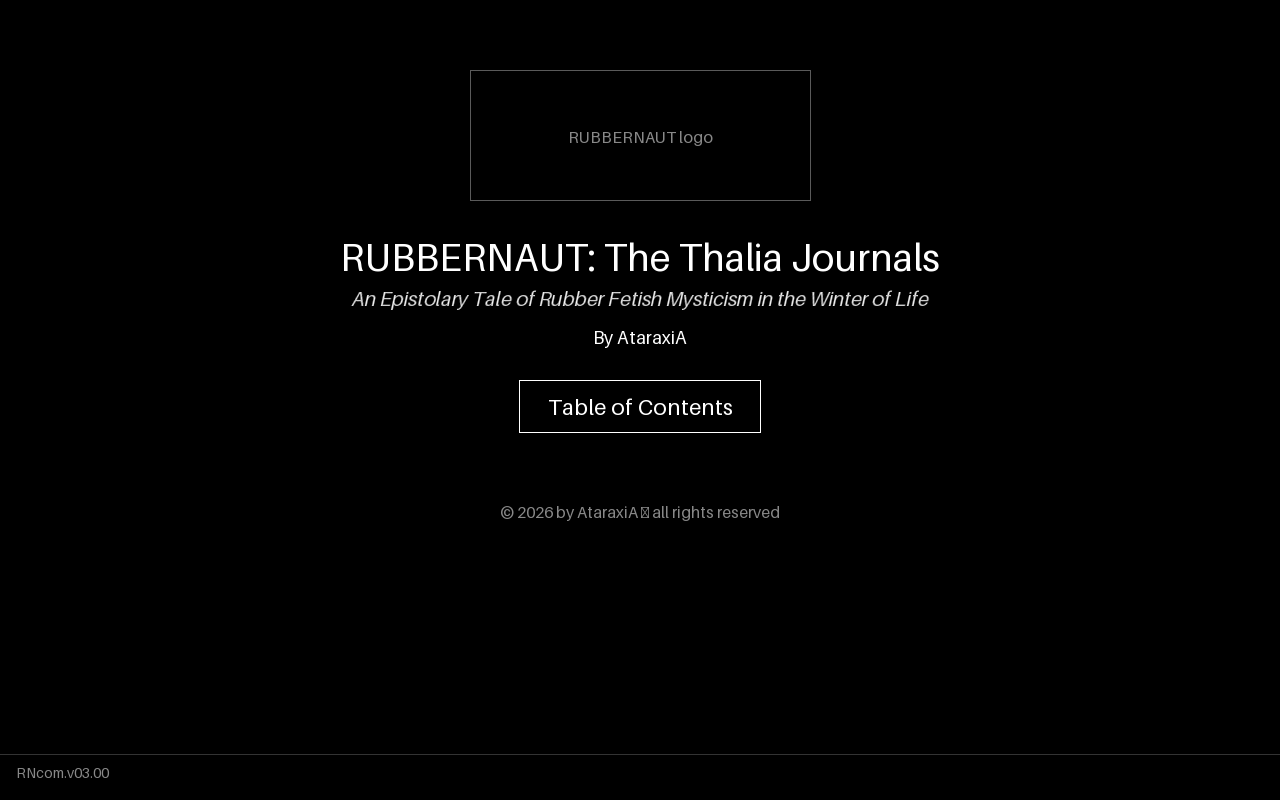 RUBBERNAUT logo
RUBBERNAUT: The Thalia Journals
An Epistolary Tale of Rubber Fetish Mysticism in the Winter of Life
By AtaraxiA
Table of Contents
© 2026 by AtaraxiA all rights reserved
RNcom.v03.00